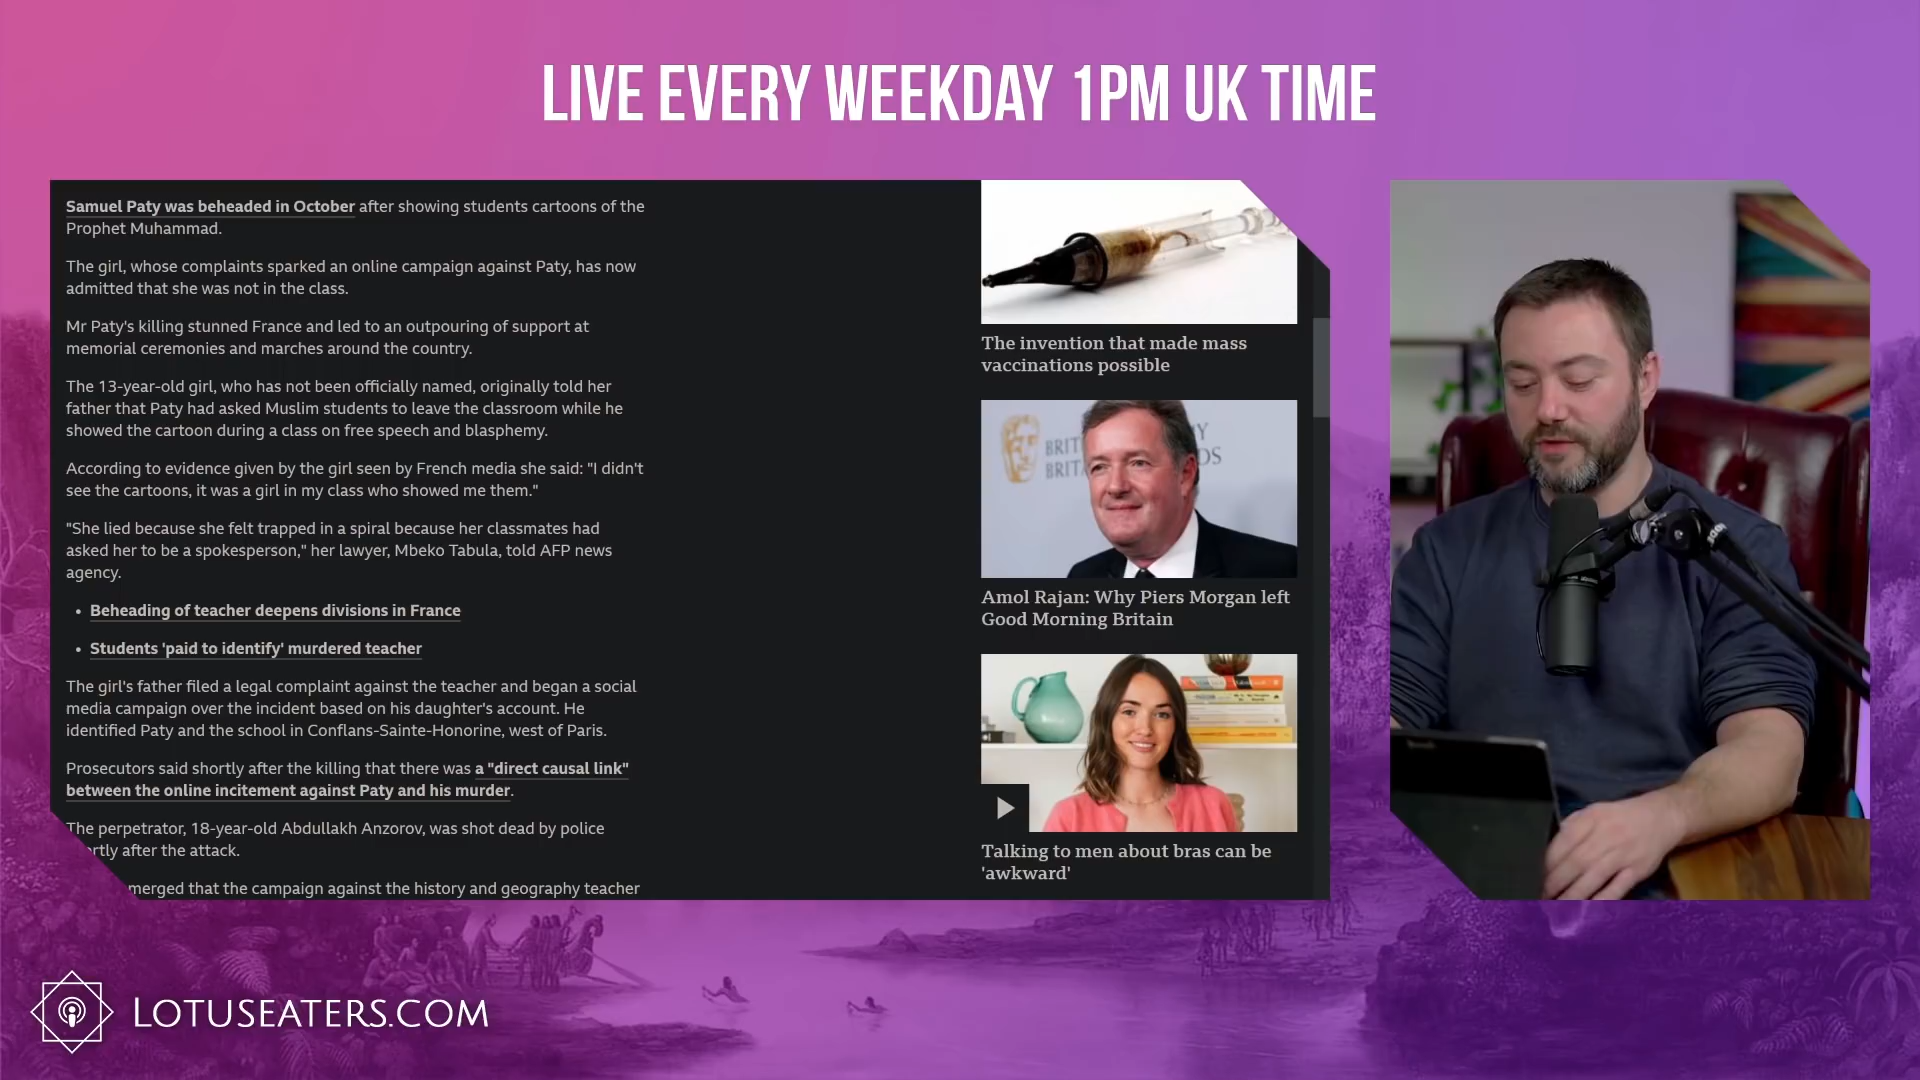 LIVE EVERY WEEKDAY 1PM UK TIME
Samuel Paty was beheaded in October after showing students cartoons of the
Prophet Muhammad.
The girl, whose complaints sparked an online campaign against Paty, has now
admitted that she was not in the class.
Mr Paty's killing stunned France and led to an outpouring of support at
memorial ceremonies and marches around the country.
The 13-year-old girl, who has not been officially named, originally told her
father that Paty had asked Muslim students to leave the classroom while he
showed the cartoon during a class on free speech and blasphemy.
According to evidence given by the girl seen by French media she said: "I didn't
see the cartoons, it was a girl in my class who showed me them."
"She lied because she felt trapped in a spiral because her classmates had
asked her to be a spokesperson," her lawyer, Mbeko Tabula, told AFP news
agency.
• Beheading of teacher deepens divisions in France
• Students 'paid to identify' murdered teacher
The girl's father filed a legal complaint against the teacher and began a social
media campaign over the incident based on his daughter's account. He
identified Paty and the school in Conflans-Sainte-Honorine, west of Paris.
Prosecutors said shortly after the killing that there was a "direct causal link"
between the online incitement against Paty and his murder.
The perpetrator, 18-year-old Abdullakh Anzorov, was shot dead by police
rtly after the attack.
merged that the campaign against the history and geography teacher
The invention that made mass
vaccinations possible
Amol Rajan: Why Piers Morgan left
Good Morning Britain
Talking to men about bras can be
'awkward'
LOTUSEATERS.COM